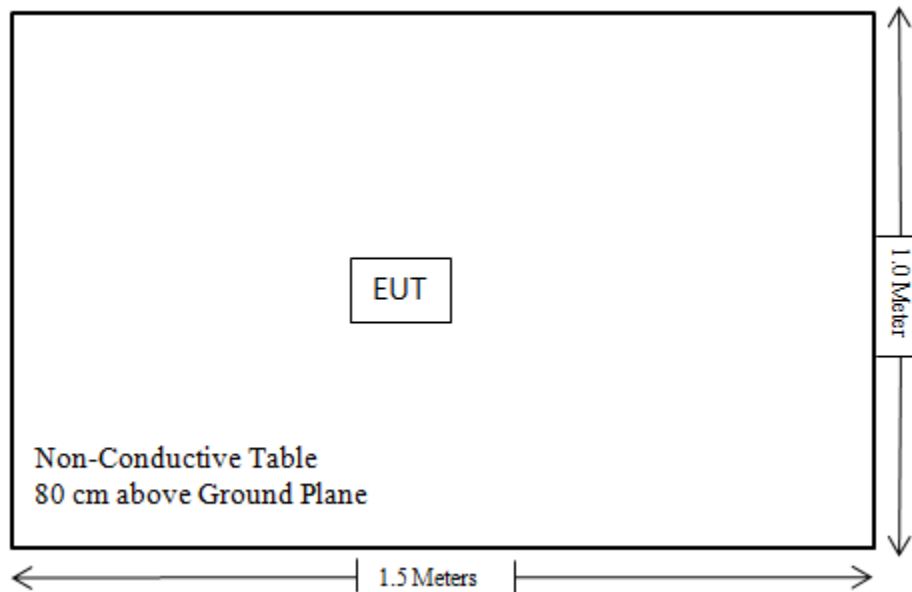 EUT
1.0 Meter
Non-Conductive Table
80 cm above Ground Plane
1.5 Meters